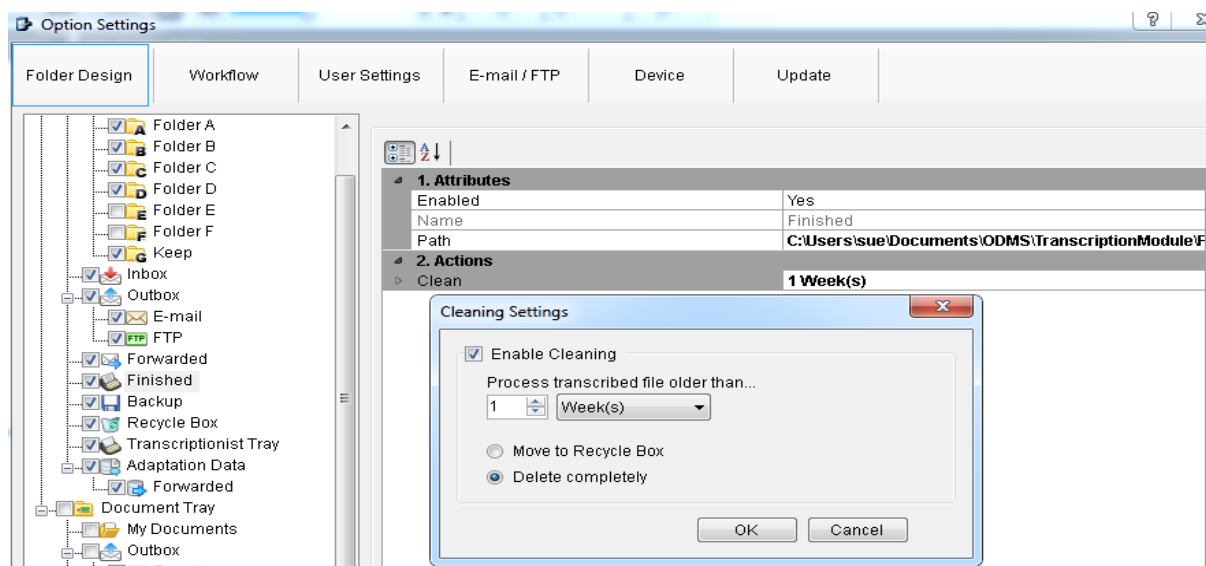 Option Settings
Folder Design
Workflow
User Settings
E-mail / FTP
Device
Update
A Folder A
B Folder B
C Folder C
D Folder D
E Folder E
F Folder F
G Keep
Inbox
Outbox
E-mail
FTP FTP
Forwarded
Finished
Backup
Recycle Box
Transcriptionist Tray
Adaptation Data
Forwarded
Document Tray
My Documents
Outbox
A Z
1. Attributes
Enabled Yes
Name Finished
Path C:\Users\sue\Documents\ODMS\TranscriptionModule\F
2. Actions
Clean 1 Week(s)
Cleaning Settings
Enable Cleaning
Process transcribed file older than...
1 Week(s)
Move to Recycle Box
Delete completely
OK Cancel